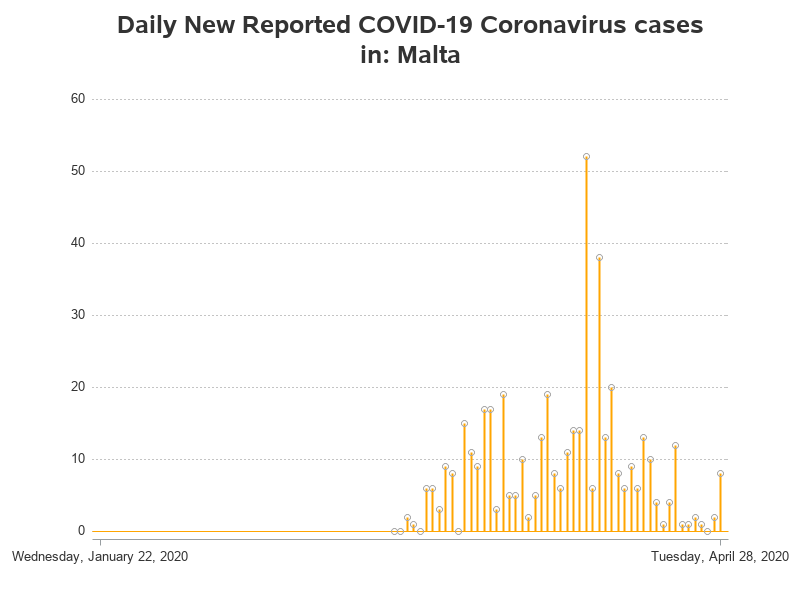 Daily New Reported COVID-19 Coronavirus cases
in: Malta
60
50
40
30
20
10
0
Wednesday, January 22, 2020
Tuesday, April 28, 2020